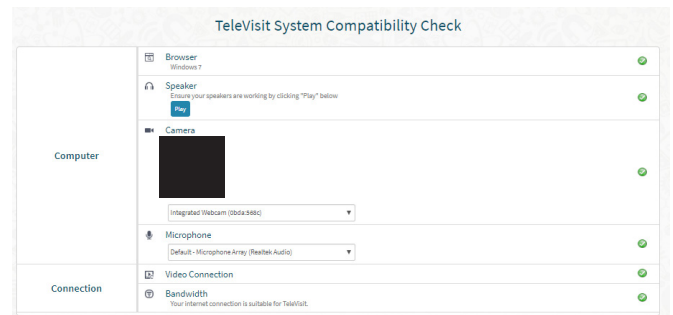 TeleVisit System Compatibility Check
Computer
Browser
Windows 7
Speaker
Ensure your speakers are working by clicking "Play" below
Play
Camera
Integrated Webcam (0bda:568c)
Microphone
Default - Microphone Array (Realtek Audio)
Connection
Video Connection
Bandwidth
Your internet connection is suitable for TeleVisit.